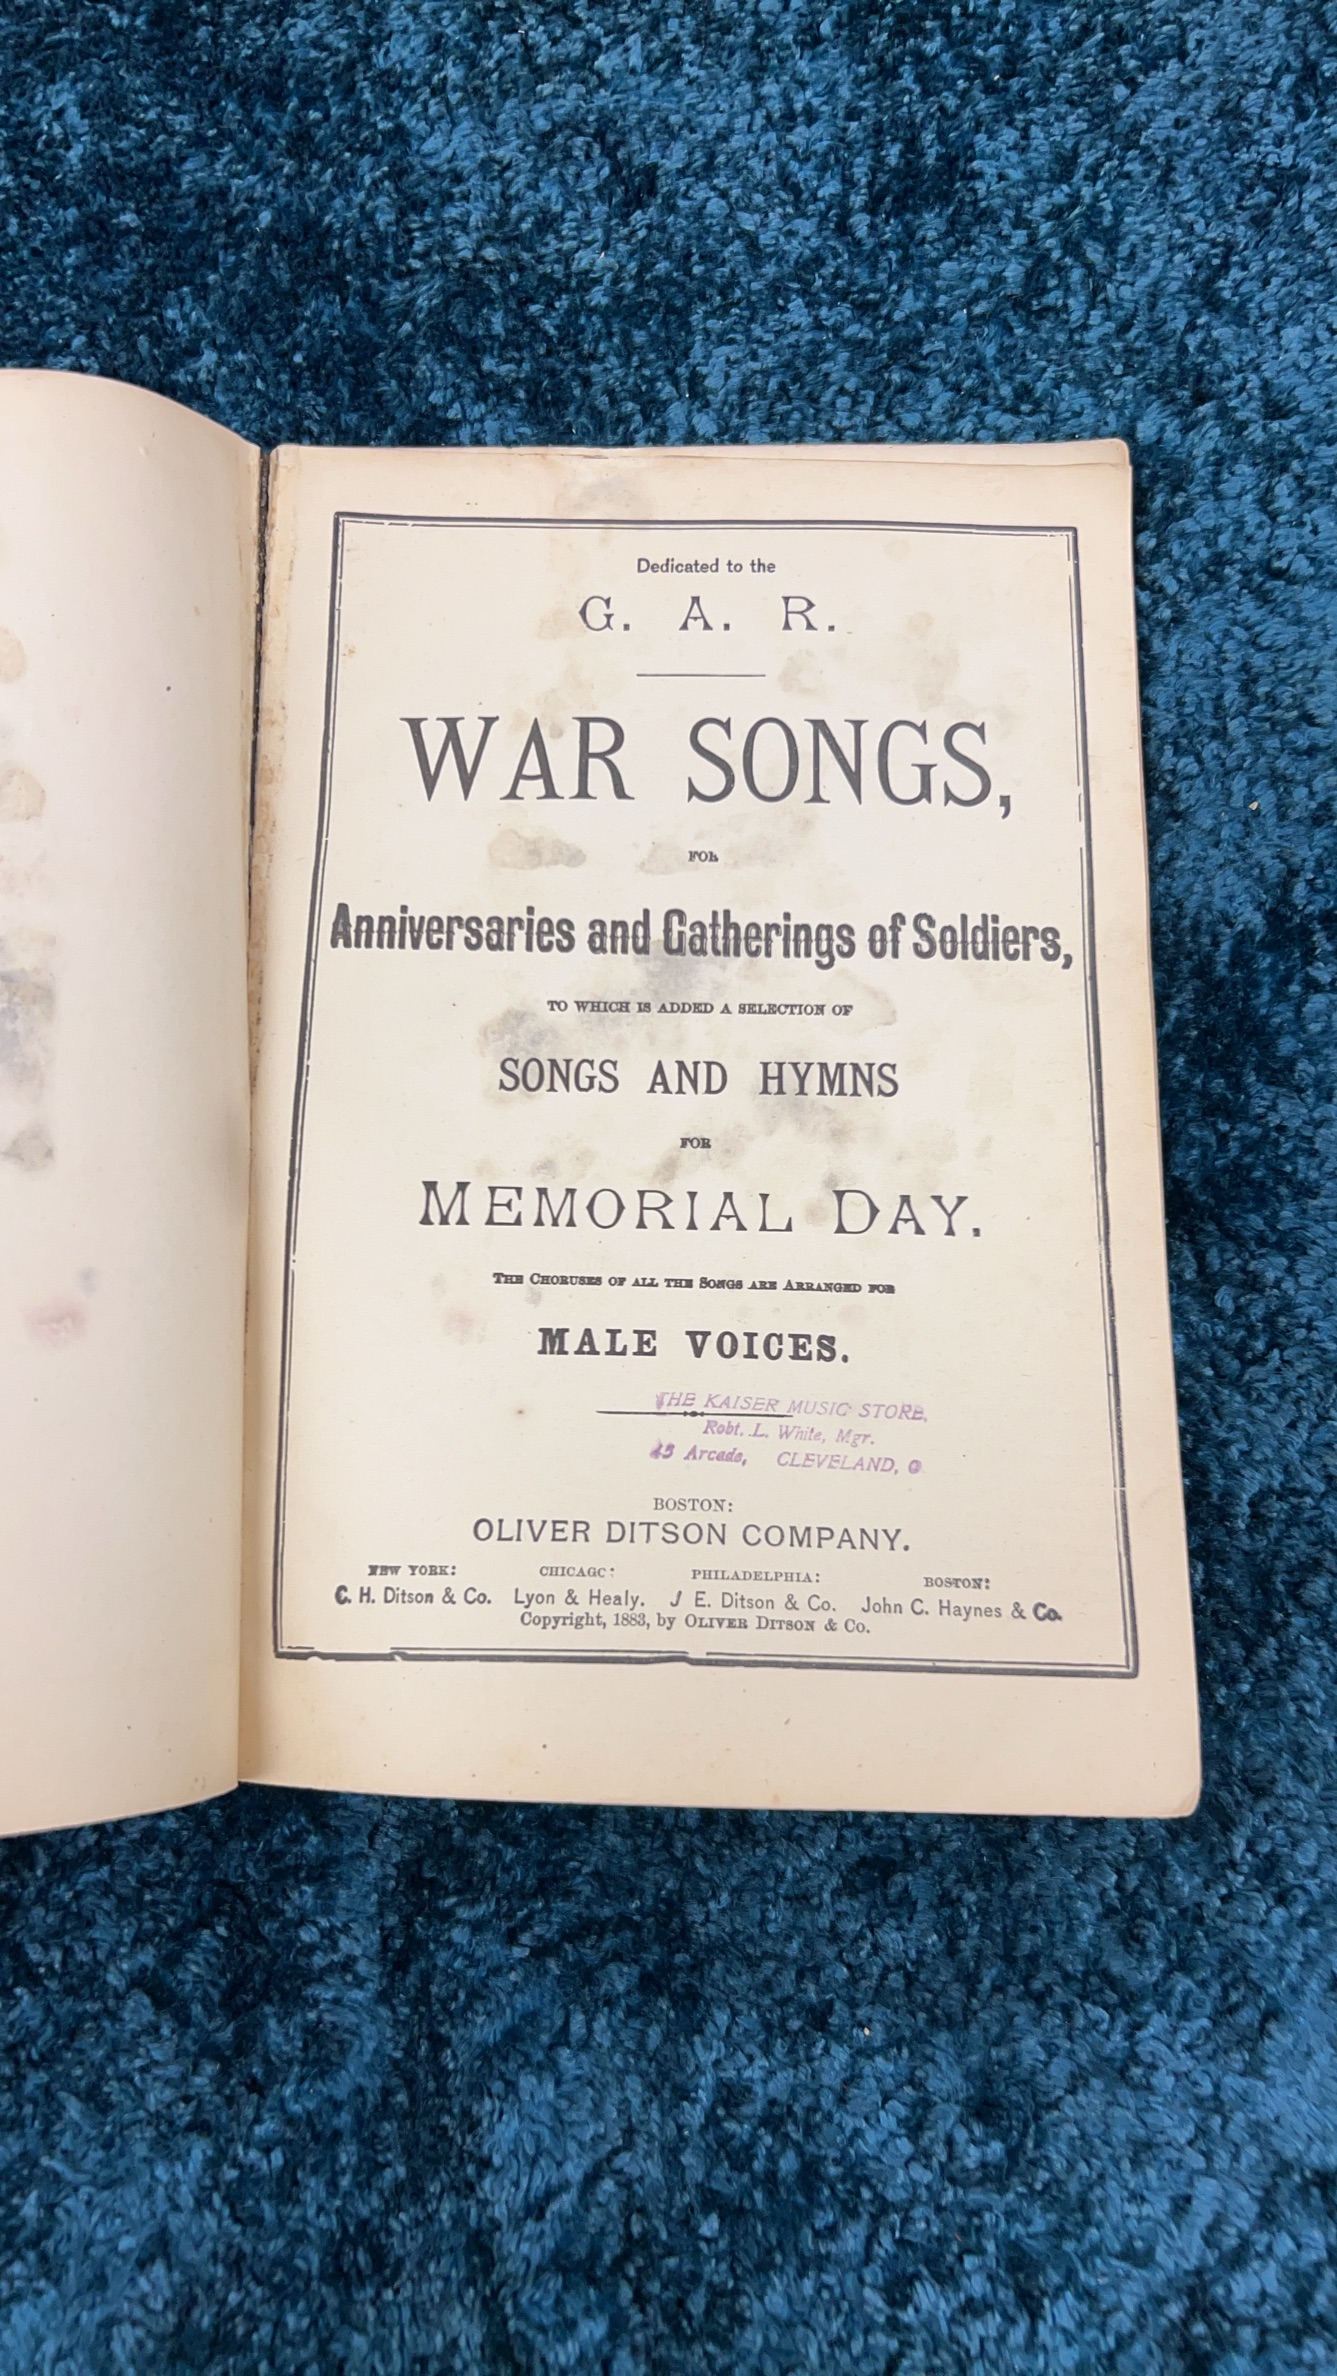 Dedicated to the
G. A. R.
WAR SONGS,
FOR
Anniversaries and Gatherings of Soldiers,
TO WHICH IS ADDED A SELECTION OF
SONGS AND HYMNS
FOR
MEMORIAL DAY.
THE CHORUSES OF ALL THE SONGS ARE ARRANGED FOR
MALE VOICES.
THE KAISER MUSIC STORE,
Robt. L. White, Mgr.
Arcade, CLEVELAND, O
BOSTON:
OLIVER DITSON COMPANY.
NEW YORK: CHICAGO: PHILADELPHIA: BOSTON:
C. H. Ditson & Co. Lyon & Healy. J E. Ditson & Co. John C. Haynes & Co.
Copyright, 1883, by OLIVER DITSON & Co.